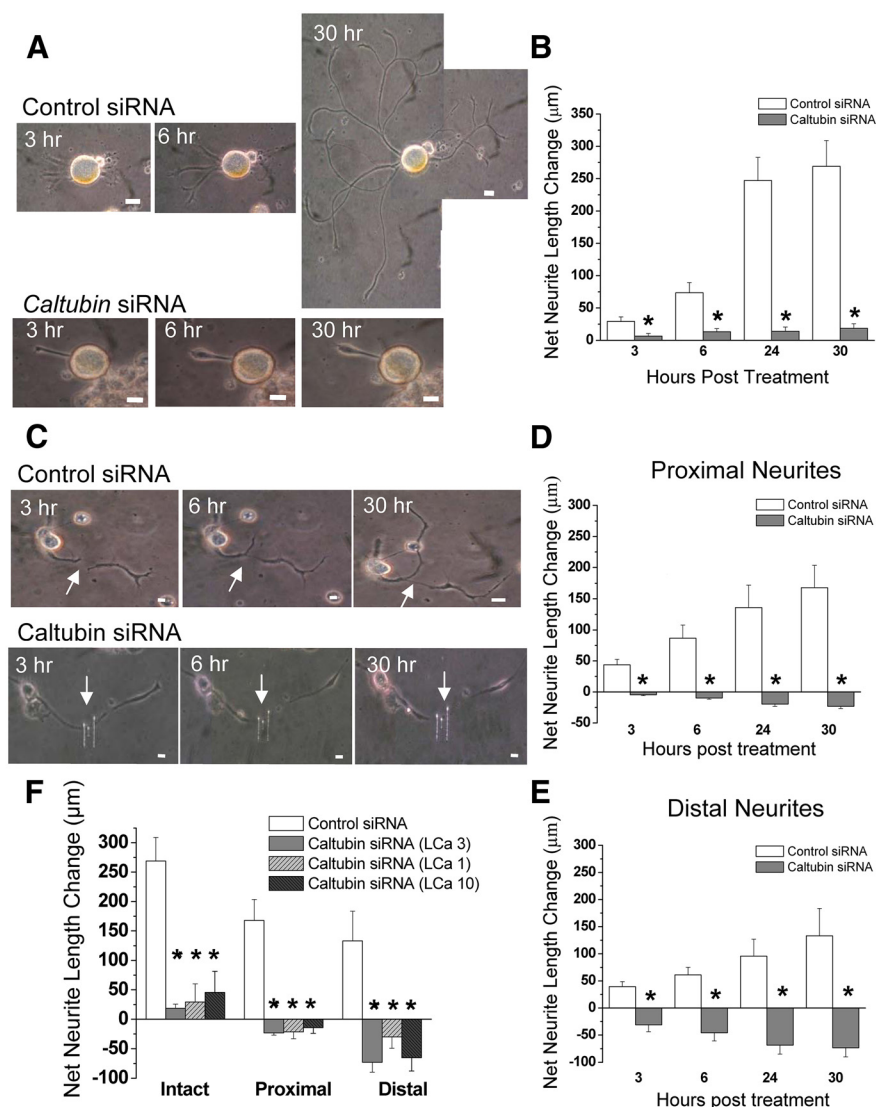 A
Control siRNA
3 hr
6 hr
30 hr
Caltubin siRNA
3 hr
6 hr
30 hr
B
Control siRNA
Caltubin siRNA
Net Neurite Length Change (μm)
350
300
250
200
150
100
50
0
3 6 24 30
Hours Post Treatment
C
Control siRNA
3 hr
6 hr
30 hr
Caltubin siRNA
3 hr
6 hr
30 hr
D
Proximal Neurites
Control siRNA
Caltubin siRNA
Net Neurite Length Change (μm)
300
250
200
150
100
50
0
-50
* * * *
3 6 24 30
Hours post treatment
F
Control siRNA
Caltubin siRNA (LCa 3)
Caltubin siRNA (LCa 1)
Caltubin siRNA (LCa 10)
Net Neurite Length Change (μm)
300
250
200
150
100
50
0
-50
-100
* * *
* * *
* * *
Intact Proximal Distal
E
Distal Neurites
Control siRNA
Caltubin siRNA
Net Neurite Length Change (μm)
300
250
200
150
100
50
0
-50
-100
* * * *
3 6 24 30
Hours post treatment